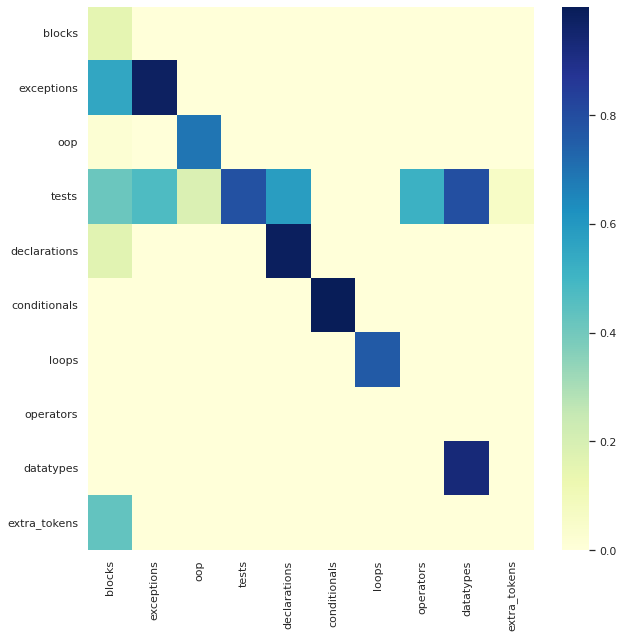 blocks
exceptions
oop
tests
declarations
conditionals
loops
operators
datatypes
extra_tokens
blocks
exceptions
oop
tests
declarations
conditionals
loops
operators
datatypes
extra_tokens
0.8
0.6
0.4
0.2
0.0